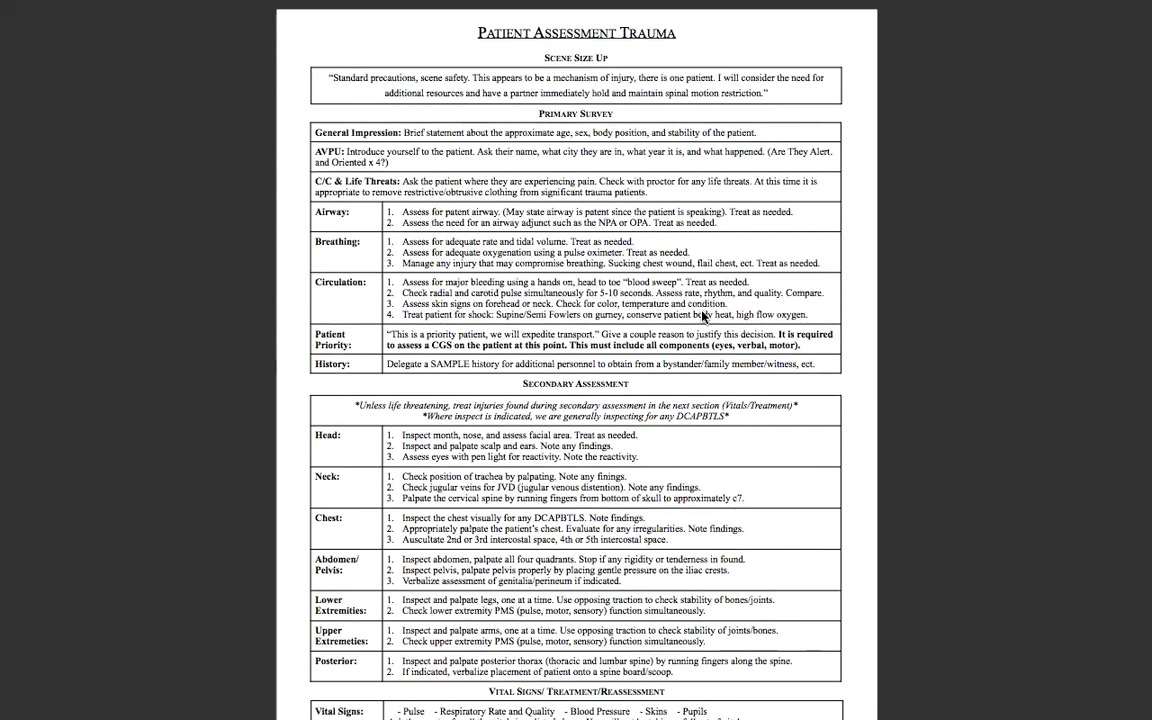 PATIENT ASSESSMENT TRAUMA
SCENE SIZE UP
“Standard precautions, scene safety. This appears to be a mechanism of injury, there is one patient. I will consider the need for
additional resources and have a partner immediately hold and maintain spinal motion restriction.”
PRIMARY SURVEY
General Impression: Brief statement about the approximate age, sex, body position, and stability of the patient.
AVPU: Introduce yourself to the patient. Ask their name, what city they are in, what year it is, and what happened. (Are They Alert.
and Oriented x 4?)
C/C & Life Threats: Ask the patient where they are experiencing pain. Check with proctor for any life threats. At this time it is
appropriate to remove restrictive/obtrusive clothing from significant trauma patients.
Airway: 1. Assess for patent airway. (May state airway is patent since the patient is speaking). Treat as needed.
2. Assess the need for an airway adjunct such as the NPA or OPA. Treat as needed.
Breathing: 1. Assess for adequate rate and tidal volume. Treat as needed.
2. Assess for adequate oxygenation using a pulse oximeter. Treat as needed.
3. Manage any injury that may compromise breathing. Sucking chest wound, flail chest, ect. Treat as needed.
Circulation: 1. Assess for major bleeding using a hands on, head to toe “blood sweep”. Treat as needed.
2. Check radial and carotid pulse simultaneously for 5-10 seconds. Assess rate, rhythm, and quality. Compare.
3. Assess skin signs on forehead or neck. Check for color, temperature and condition.
4. Treat patient for shock: Supine/Semi Fowlers on gurney, conserve patient body heat, high flow oxygen.
Patient “This is a priority patient, we will expedite transport.” Give a couple reason to justify this decision. It is required
Priority: to assess a CGS on the patient at this point. This must include all components (eyes, verbal, motor).
History: Delegate a SAMPLE history for additional personnel to obtain from a bystander/family member/witness, ect.
SECONDARY ASSESSMENT
*Unless life threatening, treat injuries found during secondary assessment in the next section (Vitals/Treatment)*
*Where inspect is indicated, we are generally inspecting for any DCAPBTLS*
Head: 1. Inspect month, nose, and assess facial area. Treat as needed.
2. Inspect and palpate scalp and ears. Note any findings.
3. Assess eyes with pen light for reactivity. Note the reactivity.
Neck: 1. Check position of trachea by palpating. Note any finings.
2. Check jugular veins for JVD (jugular venous distention). Note any findings.
3. Palpate the cervical spine by running fingers from bottom of skull to approximately c7.
Chest: 1. Inspect the chest visually for any DCAPBTLS. Note findings.
2. Appropriately palpate the patient’s chest. Evaluate for any irregularities. Note findings.
3. Auscultate 2nd or 3rd intercostal space, 4th or 5th intercostal space.
Abdomen/ 1. Inspect abdomen, palpate all four quadrants. Stop if any rigidity or tenderness in found.
Pelvis: 2. Inspect pelvis, palpate pelvis properly by placing gentle pressure on the iliac crests.
3. Verbalize assessment of genitalia/perineum if indicated.
Lower 1. Inspect and palpate legs, one at a time. Use opposing traction to check stability of bones/joints.
Extremities: 2. Check lower extremity PMS (pulse, motor, sensory) function simultaneously.
Upper 1. Inspect and palpate arms, one at a time. Use opposing traction to check stability of joints/bones.
Extremeties: 2. Check upper extremity PMS (pulse, motor, sensory) function simultaneously.
Posterior: 1. Inspect and palpate posterior thorax (thoracic and lumbar spine) by running fingers along the spine.
2. If indicated, verbalize placement of patient onto a spine board/scoop.
VITAL SIGNS/ TREATMENT/REASSESSMENT
Vital Signs: - Pulse - Respiratory Rate and Quality - Blood Pressure - Skins - Pupils